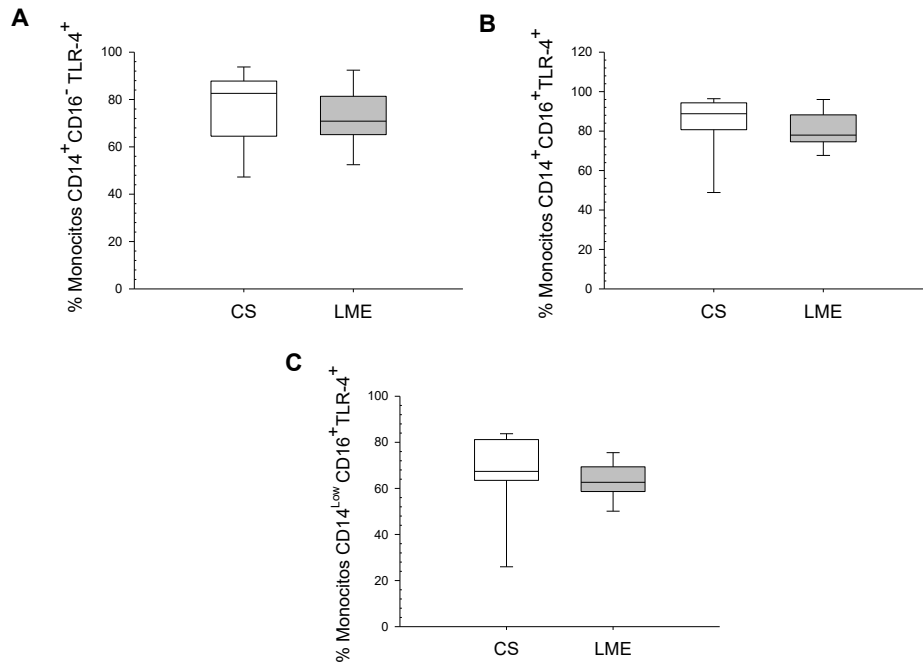 A
% Monocitos CD14⁺CD16⁻TLR-4⁺
100
80
60
40
20
0
CS
LME
B
% Monocitos CD14⁺CD16⁺TLR-4⁺
120
100
80
60
40
20
0
CS
LME
C
% Monocitos CD14ᴸᵒʷCD16⁺TLR-4⁺
100
80
60
40
20
0
CS
LME